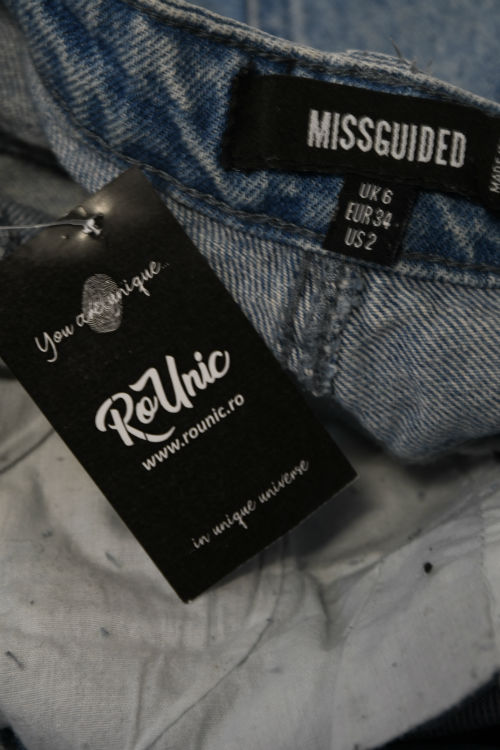 MISSGUIDED
UK 6
EUR 34
US 2
You are unique...
RoUnic
www.rounic.ro
in unique universe